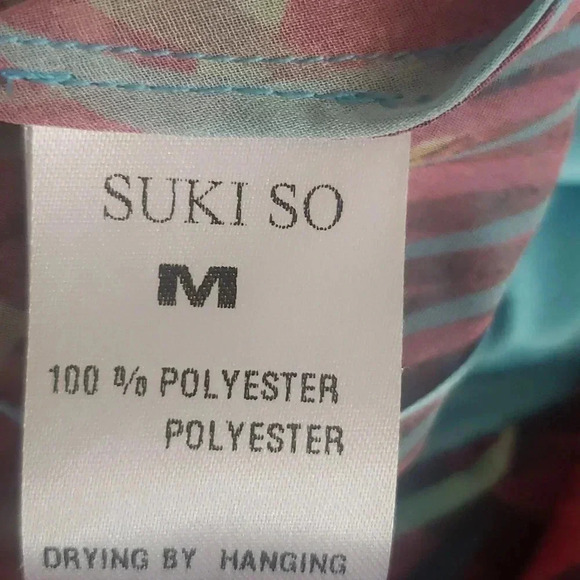 SUKI SO
M
100 % POLYESTER
POLYESTER
DRYING BY HANGING